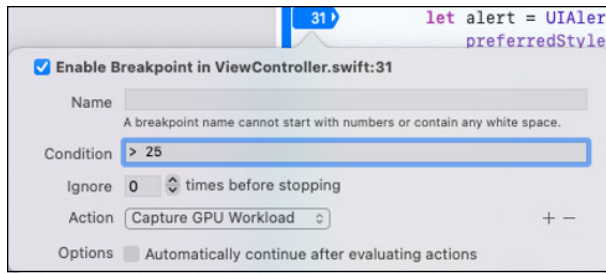 31 let alert = UIAler
preferredStyle
Enable Breakpoint in ViewController.swift:31
Name
A breakpoint name cannot start with numbers or contain any white space.
Condition > 25
Ignore 0 times before stopping
Action Capture GPU Workload + −
Options Automatically continue after evaluating actions